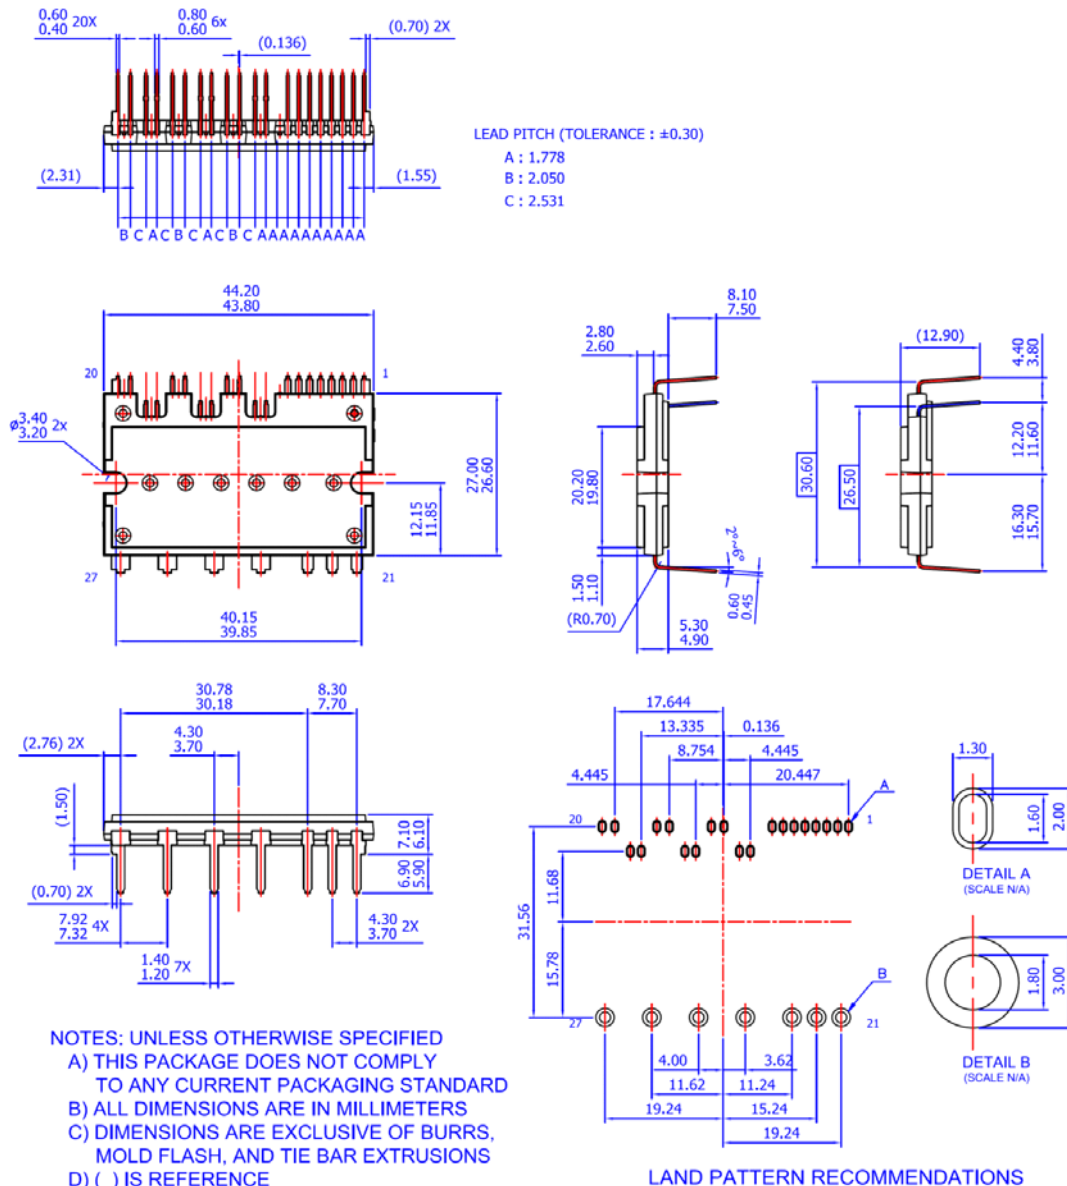 0.60
0.40 20X
0.80
0.60 6x
(0.136)
(0.70) 2X
LEAD PITCH (TOLERANCE : ±0.30)
A : 1.778
B : 2.050
C : 2.531
(2.31)
(1.55)
B C A C B C A C B C A A A A A A A A A A
44.20
43.80
20
1
ø3.40
3.20 2x
27.00
26.60
12.15
11.85
27
21
40.15
39.85
8.10
7.50
2.80
2.60
20.20
19.80
1.50
1.10
(R0.70)
2°~6°
0.60
0.45
5.30
4.90
(12.90)
4.40
3.80
30.60
26.50
12.20
11.60
16.30
15.70
30.78
30.18
8.30
7.70
(2.76) 2X
4.30
3.70
(1.50)
7.10
6.10
6.90
5.90
(0.70) 2X
7.92
7.32 4X
4.30
3.70 2X
1.40
1.20 7X
17.644
13.335
0.136
8.754
4.445
4.445
20.447
A
20
1
11.68
31.56
15.78
B
27
21
4.00
3.62
11.62
11.24
19.24
15.24
19.24
1.30
1.60
2.00
DETAIL A
(SCALE N/A)
1.80
3.00
DETAIL B
(SCALE N/A)
NOTES: UNLESS OTHERWISE SPECIFIED
A) THIS PACKAGE DOES NOT COMPLY
TO ANY CURRENT PACKAGING STANDARD
B) ALL DIMENSIONS ARE IN MILLIMETERS
C) DIMENSIONS ARE EXCLUSIVE OF BURRS,
MOLD FLASH, AND TIE BAR EXTRUSIONS
D) ( ) IS REFERENCE
LAND PATTERN RECOMMENDATIONS